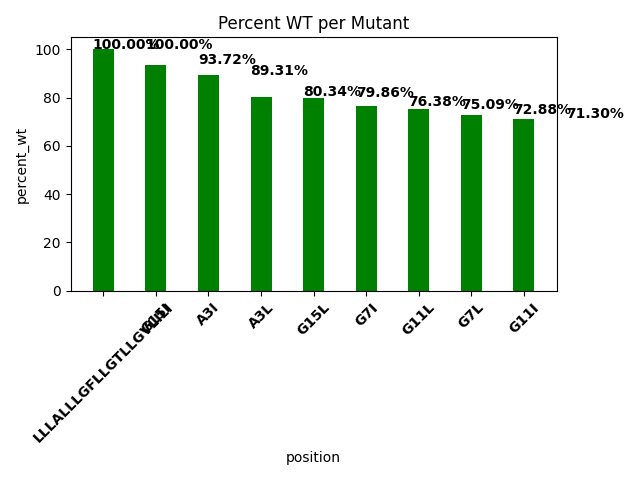 Percent WT per Mutant
100.00% 100.00% 93.72% 89.31% 80.34% 79.86% 76.38% 75.09% 72.88% 71.30%
percent_wt
100
80
60
40
20
0
G15I A3I A3L G15L G7I G11L G7L G11I
position